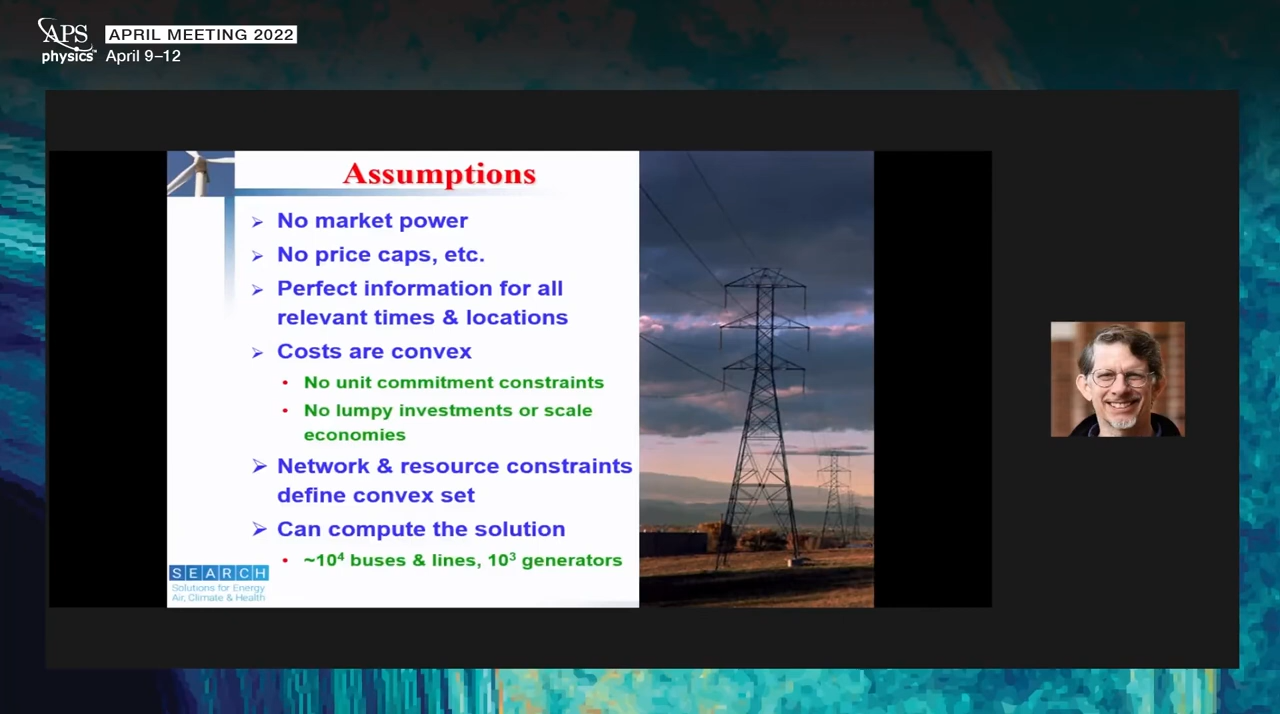 APS
physics
APRIL MEETING 2022
April 9–12
Assumptions
➢ No market power
➢ No price caps, etc.
➢ Perfect information for all
relevant times & locations
➢ Costs are convex
• No unit commitment constraints
• No lumpy investments or scale
economies
➢ Network & resource constraints
define convex set
➢ Can compute the solution
• ~10⁴ buses & lines, 10³ generators
SEARCH
Solutions for Energy
Air, Climate & Health